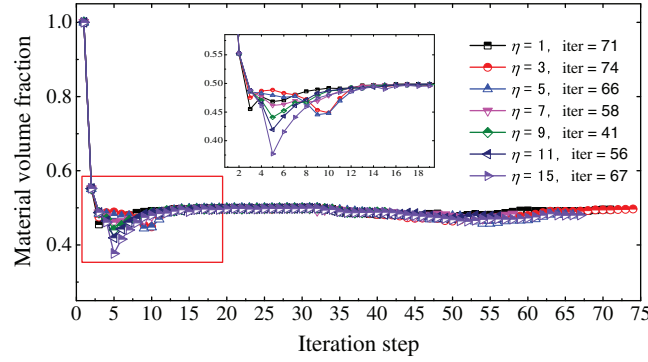 Material volume fraction
1.0
0.8
0.6
0.4
0.55
0.50
0.45
0.40
2 4 6 8 10 12 14 16 18
η = 1, iter = 71
η = 3, iter = 74
η = 5, iter = 66
η = 7, iter = 58
η = 9, iter = 41
η = 11, iter = 56
η = 15, iter = 67
0 5 10 15 20 25 30 35 40 45 50 55 60 65 70 75
Iteration step